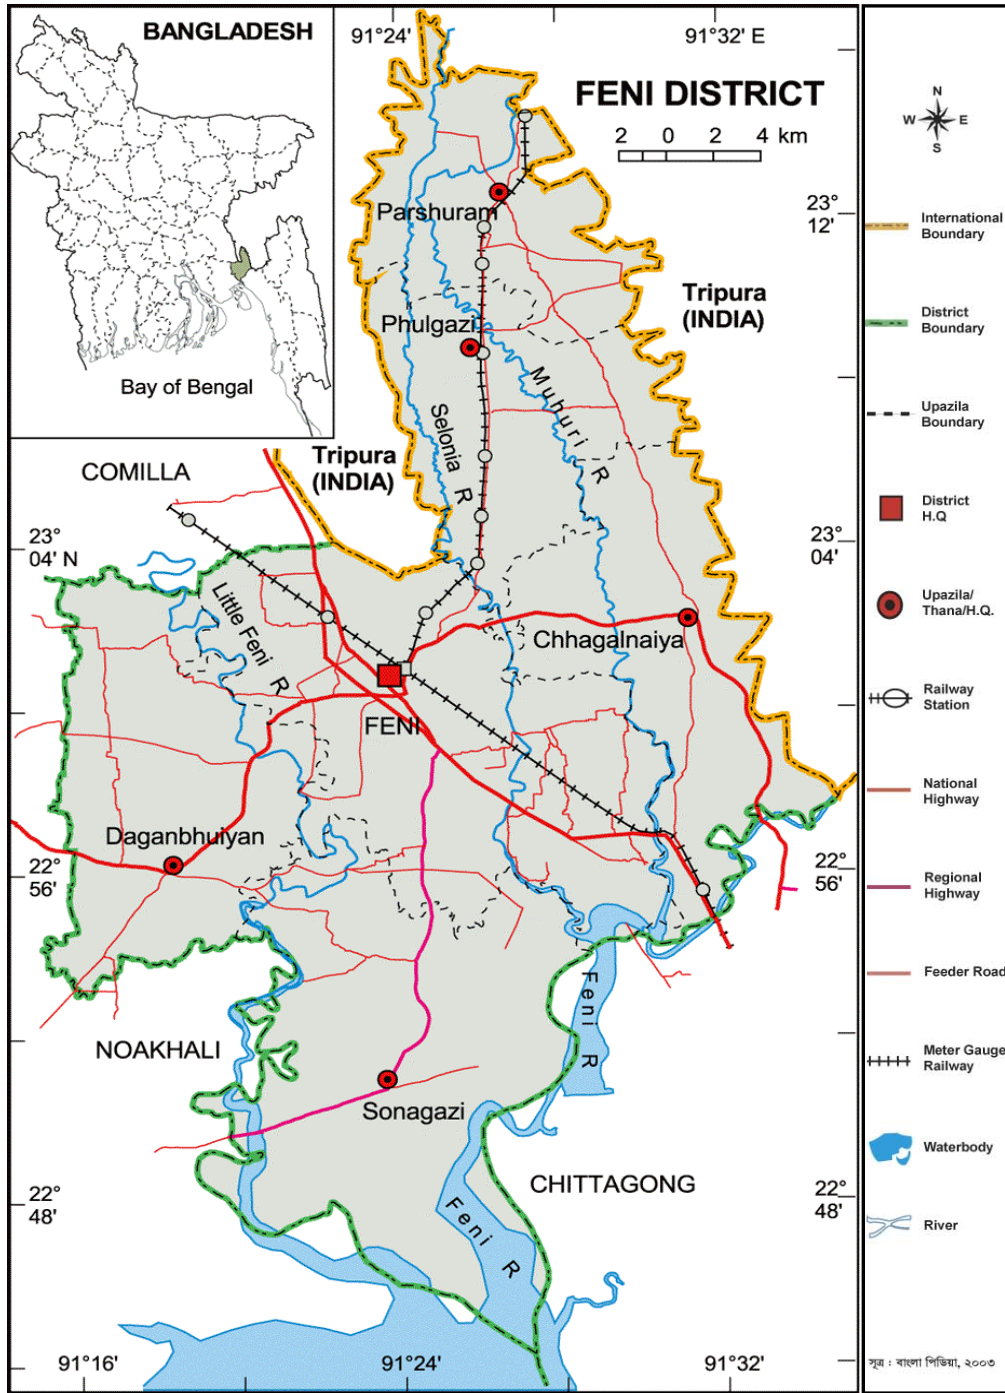 BANGLADESH
Bay of Bengal
91°24'
91°32' E
FENI DISTRICT
2 0 2 4 km
Parshuram
23°
12'
Tripura
(INDIA)
Phulgazi
Muhuri R
Selonia R
Tripura
(INDIA)
COMILLA
23°
04' N
23°
04'
Little Feni R
Chhagalnaiya
FENI
Daganbhuiyan
22°
56'
22°
56'
Feni R
NOAKHALI
Sonagazi
CHITTAGONG
22°
48'
22°
48'
Feni R
91°16'
91°24'
91°32'
N
W E
S
International
Boundary
District
Boundary
Upazila
Boundary
District
H.Q
Upazila/
Thana/H.Q.
Railway
Station
National
Highway
Regional
Highway
Feeder Road
Meter Gauge
Railway
Waterbody
River
সূত্র : বাংলা পিডিয়া, ২০০৩